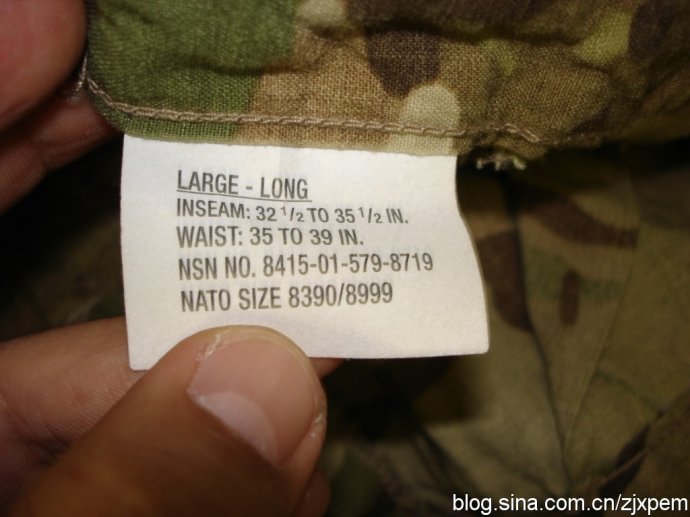 LARGE - LONG
INSEAM: 32 1/2 TO 35 1/2 IN.
WAIST: 35 TO 39 IN.
NSN NO. 8415-01-579-8719
NATO SIZE 8390/8999
blog.sina.com.cn/zjxpem